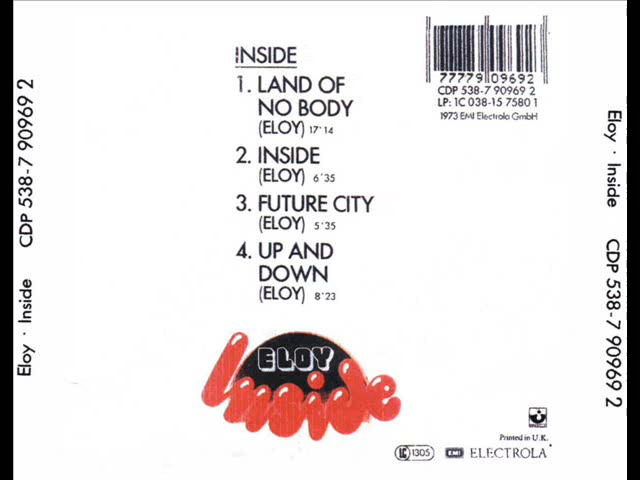 INSIDE
1. LAND OF
NO BODY
(ELOY) 17'14
2. INSIDE
(ELOY) 6'35
3. FUTURE CITY
(ELOY) 5'35
4. UP AND
DOWN
(ELOY) 8'23
77779 09692
CDP 538-7 90969 2
LP: 1C 038-15 7580 1
1973 EMI Electrola GmbH
Eloy · Inside CDP 538-7 90969 2
Eloy · Inside CDP 538-7 90969 2
ELOY
Inside
Printed in U.K.
LC 1305 EMI ELECTROLA